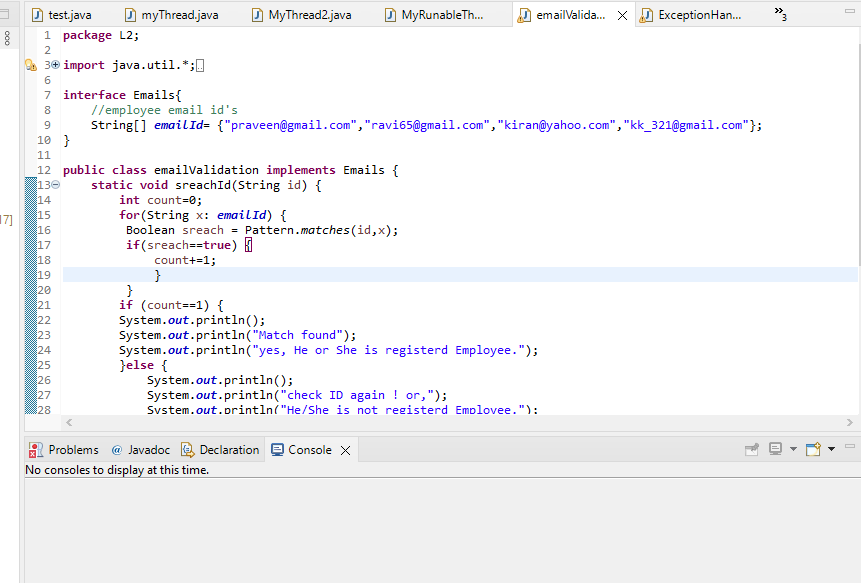 test.java myThread.java MyThread2.java MyRunableTh... emailValida... ExceptionHan... »3
1 package L2;
2
3 import java.util.*;
6
7 interface Emails{
8 //employee email id's
9 String[] emailId= {"praveen@gmail.com","ravi65@gmail.com","kiran@yahoo.com","kk_321@gmail.com"};
10 }
11
12 public class emailValidation implements Emails {
13 static void sreachId(String id) {
14 int count=0;
15 for(String x: emailId) {
16 Boolean sreach = Pattern.matches(id,x);
17 if(sreach==true) {
18 count+=1;
19 }
20 }
21 if (count==1) {
22 System.out.println();
23 System.out.println("Match found");
24 System.out.println("yes, He or She is registerd Employee.");
25 }else {
26 System.out.println();
27 System.out.println("check ID again ! or,");
28 System.out.println("He/She is not registerd Employee.");
17]
Problems @ Javadoc Declaration Console
No consoles to display at this time.